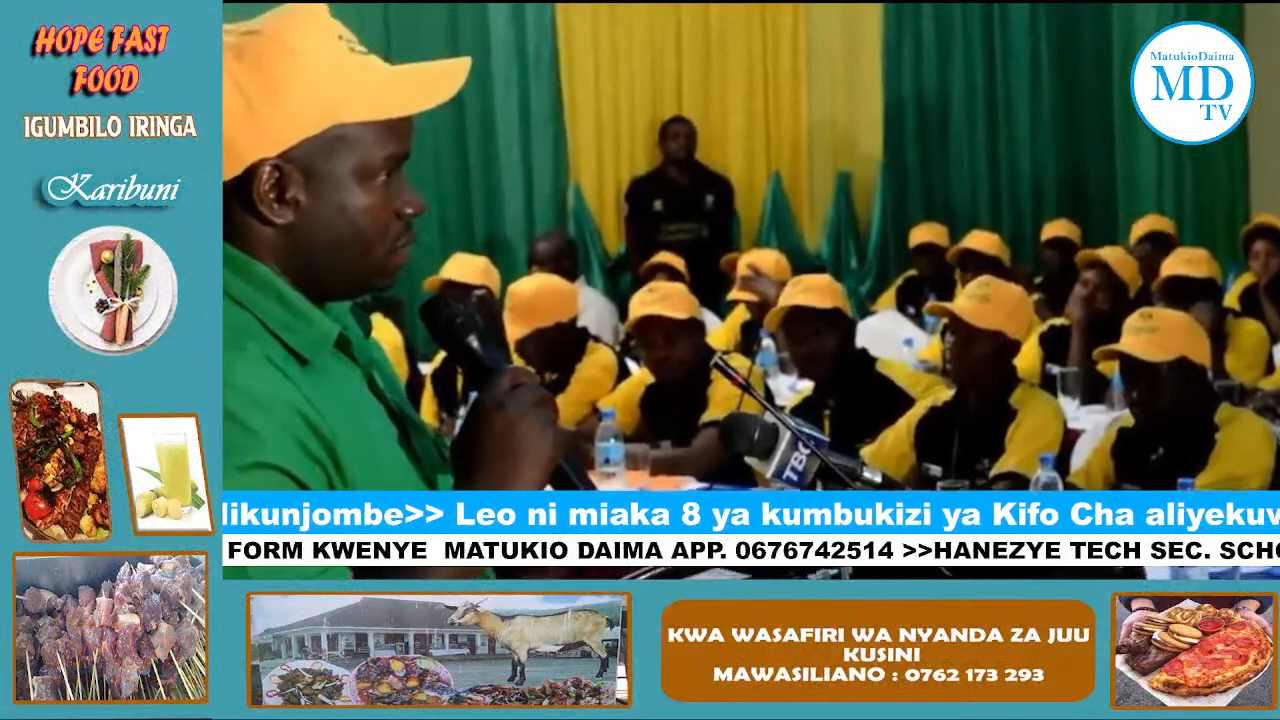 HOPE FAST
FOOD
IGUMBILO IRINGA
Karibuni
MatukioDaima
MD
TV
TBC
likunjombe>> Leo ni miaka 8 ya kumbukizi ya Kifo Cha aliyekuv
FORM KWENYE MATUKIO DAIMA APP. 0676742514 >>HANEZYE TECH SEC. SCHO
KWA WASAFIRI WA NYANDA ZA JUU
KUSINI
MAWASILIANO : 0762 173 293